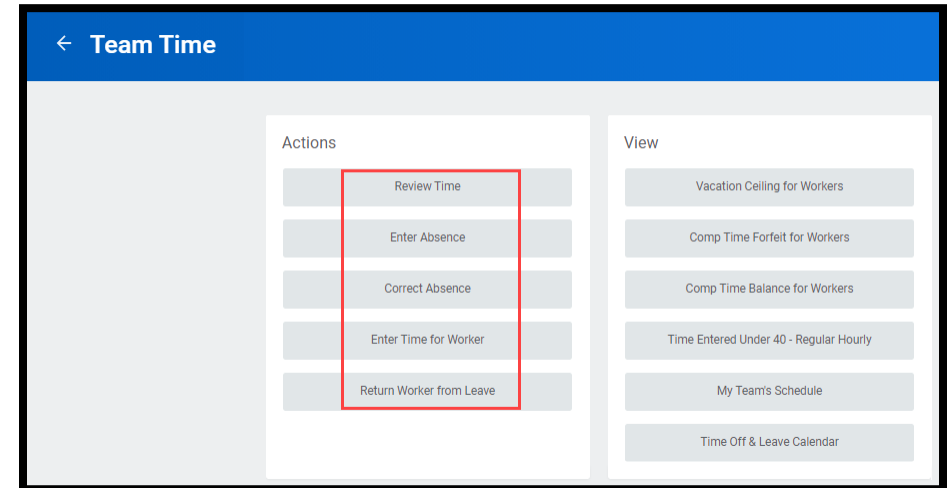 Team Time
Actions
Review Time
Enter Absence
Correct Absence
Enter Time for Worker
Return Worker from Leave
View
Vacation Ceiling for Workers
Comp Time Forfeit for Workers
Comp Time Balance for Workers
Time Entered Under 40 - Regular Hourly
My Team's Schedule
Time Off & Leave Calendar